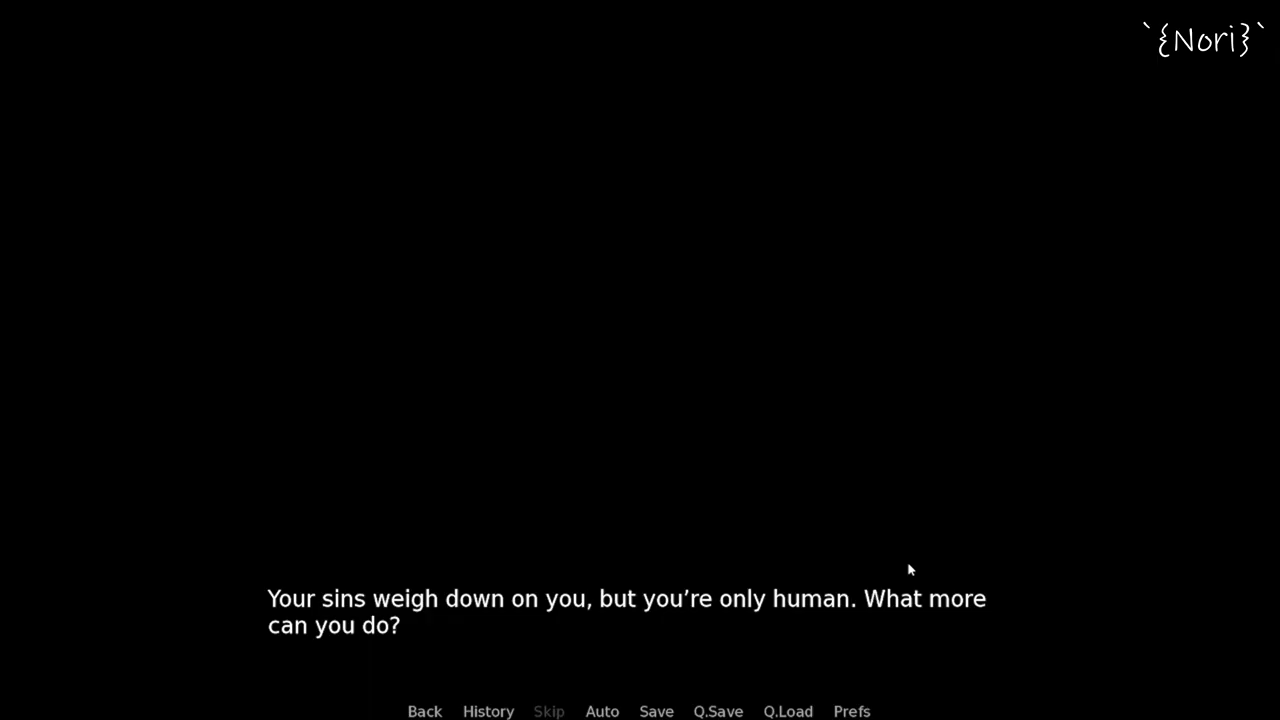 `{Nori}`
Your sins weigh down on you, but you’re only human. What more
can you do?
Back History Skip Auto Save Q.Save Q.Load Prefs